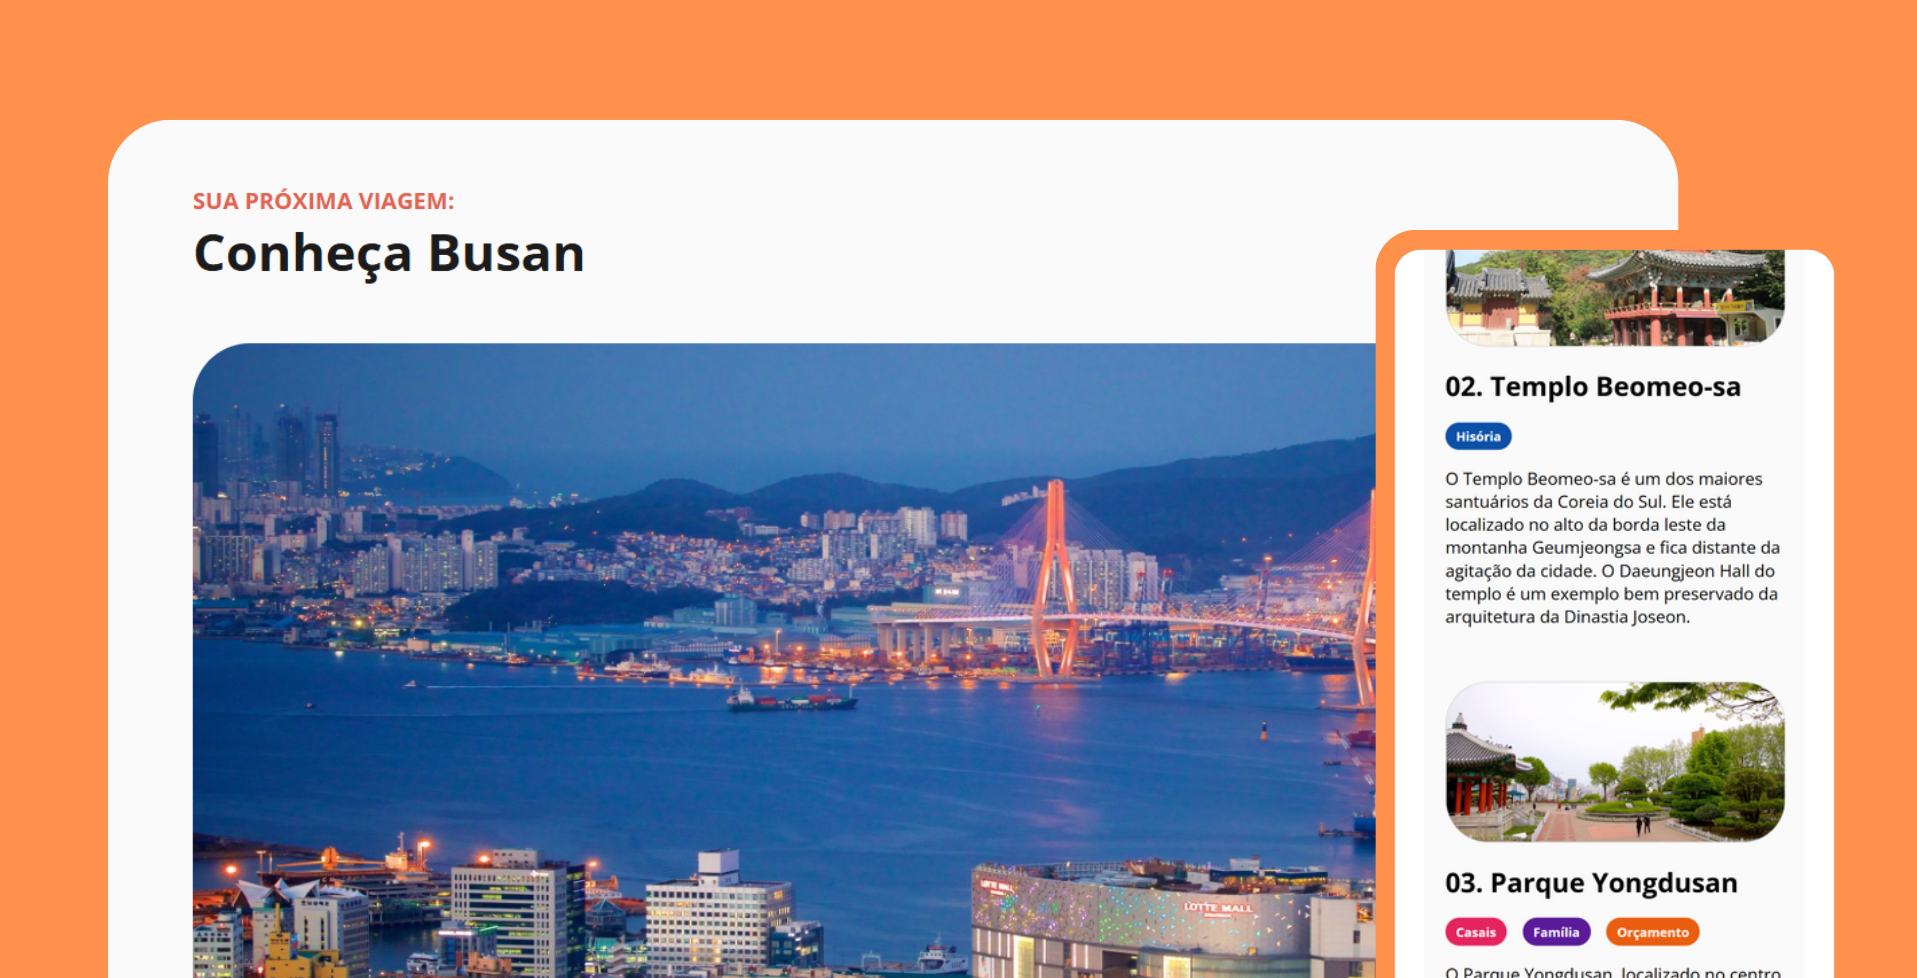 SUA PRÓXIMA VIAGEM:
Conheça Busan
LOTTE MALL
02. Templo Beomeo-sa
Hisória
O Templo Beomeo-sa é um dos maiores
santuários da Coreia do Sul. Ele está
localizado no alto da borda leste da
montanha Geumjeongsa e fica distante da
agitação da cidade. O Daeungjeon Hall do
templo é um exemplo bem preservado da
arquitetura da Dinastia Joseon.
03. Parque Yongdusan
Casais
Família
Orçamento
O Parque Yongdusan, localizado no centro